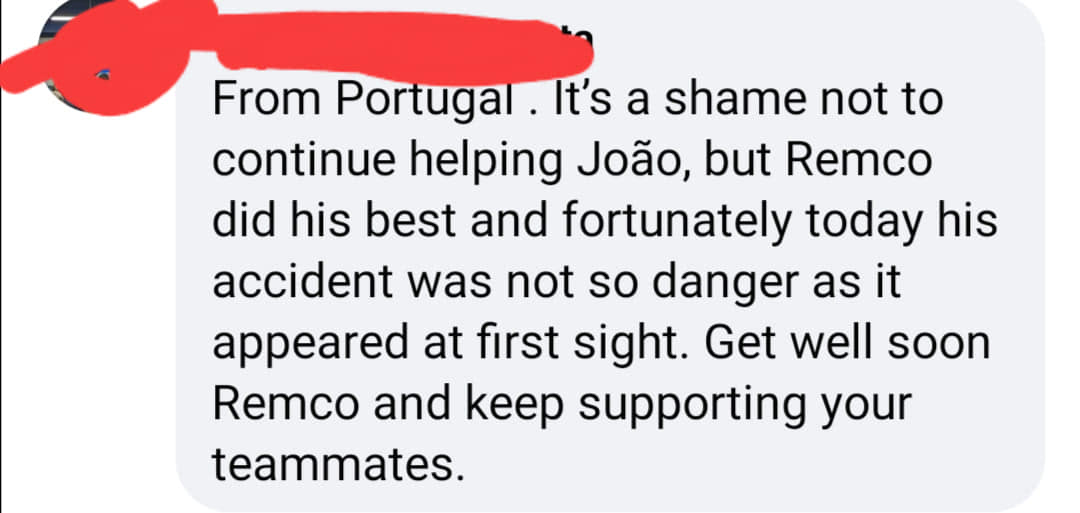 From Portugal . It's a shame not to
continue helping João, but Remco
did his best and fortunately today his
accident was not so danger as it
appeared at first sight. Get well soon
Remco and keep supporting your
teammates.